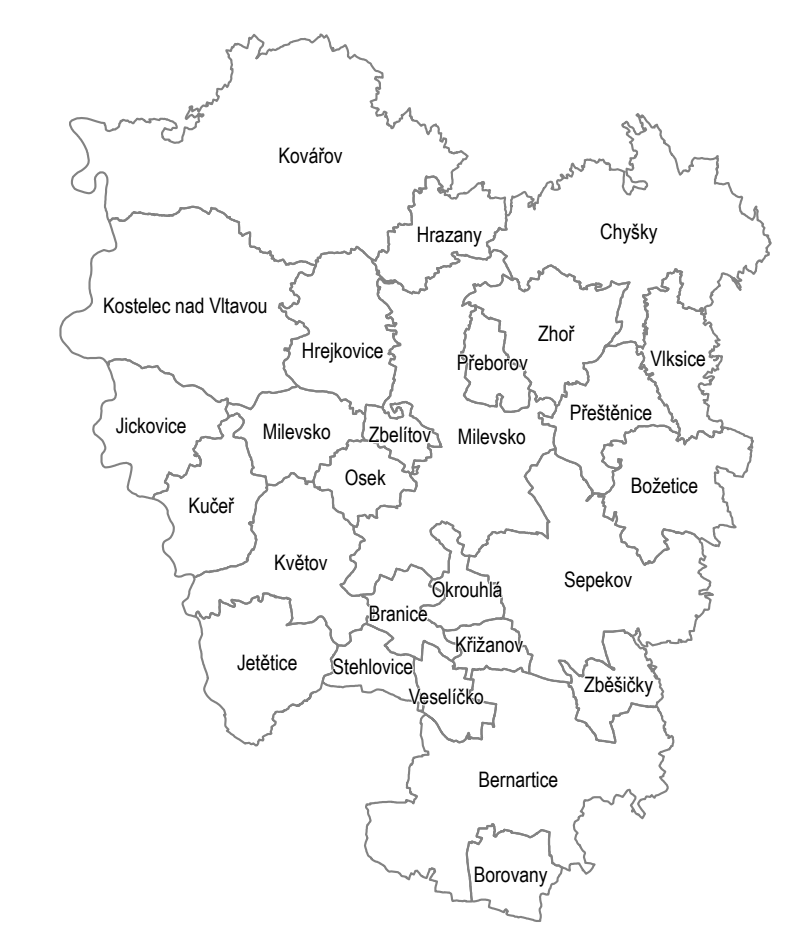 Kovářov
Hrazany
Chyšky
Kostelec nad Vltavou
Hrejkovice
Přeborov
Zhoř
Vlksice
Jickovice
Milevsko
Zbelítov
Milevsko
Přeštěnice
Osek
Božetice
Kučeř
Květov
Okrouhlá
Sepekov
Branice
Křižanov
Jetětice
Stehlovice
Veselíčko
Zběšičky
Bernartice
Borovany